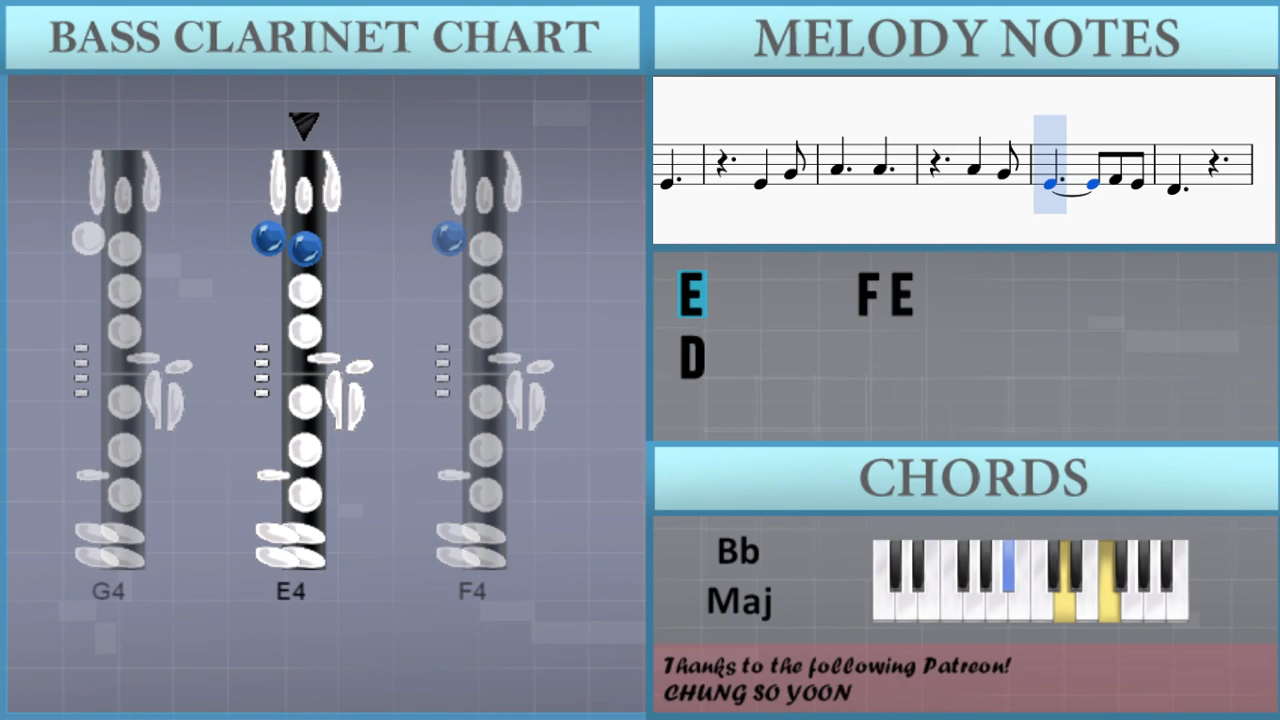 BASS CLARINET CHART
G4
E4
F4
MELODY NOTES
E F E
D
CHORDS
Bb
Maj
Thanks to the following Patreon!
CHUNG SO YOON